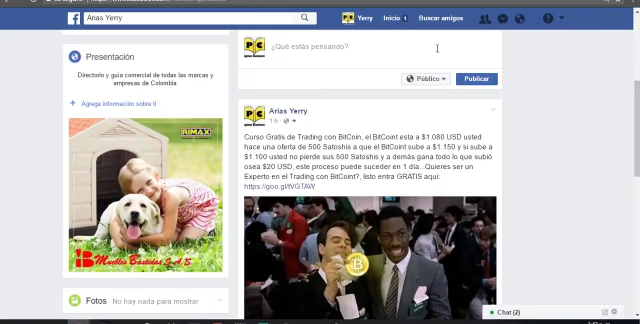 Arias Yerry
Yerry
Inicio 1
Buscar amigos
Presentación
Directorio y guía comercial de todas las marcas y
empresas de Colombia
Agrega información sobre ti
RIMAX
Muebles Bastidas S.A.S.
Fotos No hay nada para mostrar
¿Qué estás pensando?
Público
Publicar
Arias Yerry
1 h
Curso Gratis de Trading con BitCoin, el BitCoint esta a $1.080 USD usted
hace una oferta de 500 Satoshis a que el BitCoint sube a $1.150 y si sube a
$1.100 usted no pierde sus 500 Satoshis y a demás gana todo lo que subió
osea $20 USD, este proceso puede suceder en 1 día...Quieres ser un
Experto en el Trading con BitCoint?, listo entra GRATIS aquí:
https://goo.gl/tVGTAW
Chat (2)